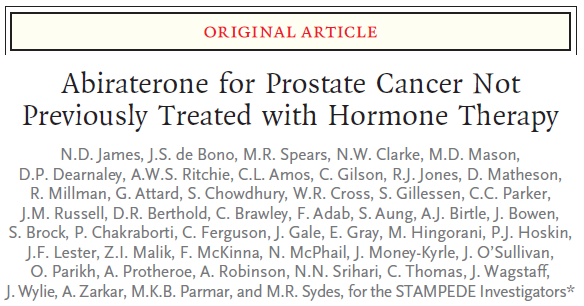 ORIGINAL ARTICLE
Abiraterone for Prostate Cancer Not
Previously Treated with Hormone Therapy
N.D. James, J.S. de Bono, M.R. Spears, N.W. Clarke, M.D. Mason,
D.P. Dearnaley, A.W.S. Ritchie, C.L. Amos, C. Gilson, R.J. Jones, D. Matheson,
R. Millman, G. Attard, S. Chowdhury, W.R. Cross, S. Gillessen, C.C. Parker,
J.M. Russell, D.R. Berthold, C. Brawley, F. Adab, S. Aung, A.J. Birtle, J. Bowen,
S. Brock, P. Chakraborti, C. Ferguson, J. Gale, E. Gray, M. Hingorani, P.J. Hoskin,
J.F. Lester, Z.I. Malik, F. McKinna, N. McPhail, J. Money-Kyrle, J. O'Sullivan,
O. Parikh, A. Protheroe, A. Robinson, N.N. Srihari, C. Thomas, J. Wagstaff,
J. Wylie, A. Zarkar, M.K.B. Parmar, and M.R. Sydes, for the STAMPEDE Investigators*